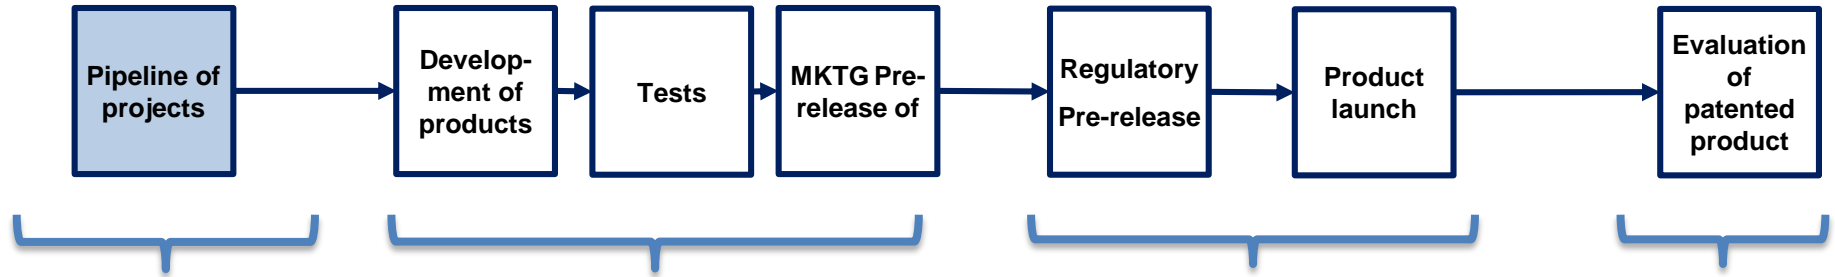 Pipeline of
projects
Develop-
ment of
products
Tests
MKTG Pre-
release of
Regulatory
Pre-release
Product
launch
Evaluation
of
patented
product